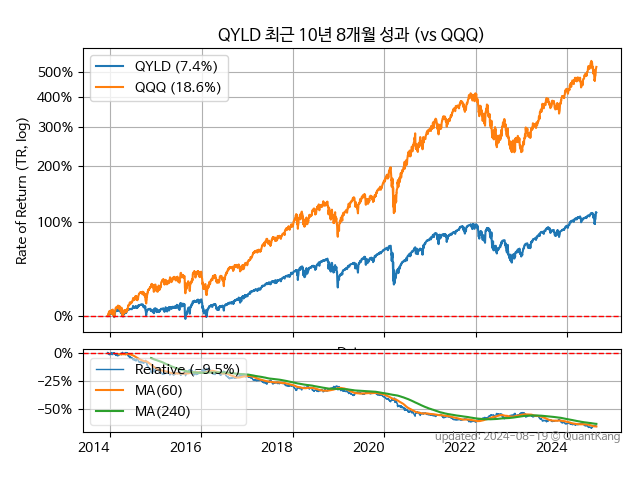 QYLD 최근 10년 8개월 성과 (vs QQQ)
Rate of Return (TR, log)
500%
400%
300%
200%
100%
0%
QYLD (7.4%)
QQQ (18.6%)
0%
−25%
−50%
Relative (−9.5%)
MA(60)
MA(240)
2014 2016 2018 2020 2022 2024
updated: 2024-08-19 © QuantKang